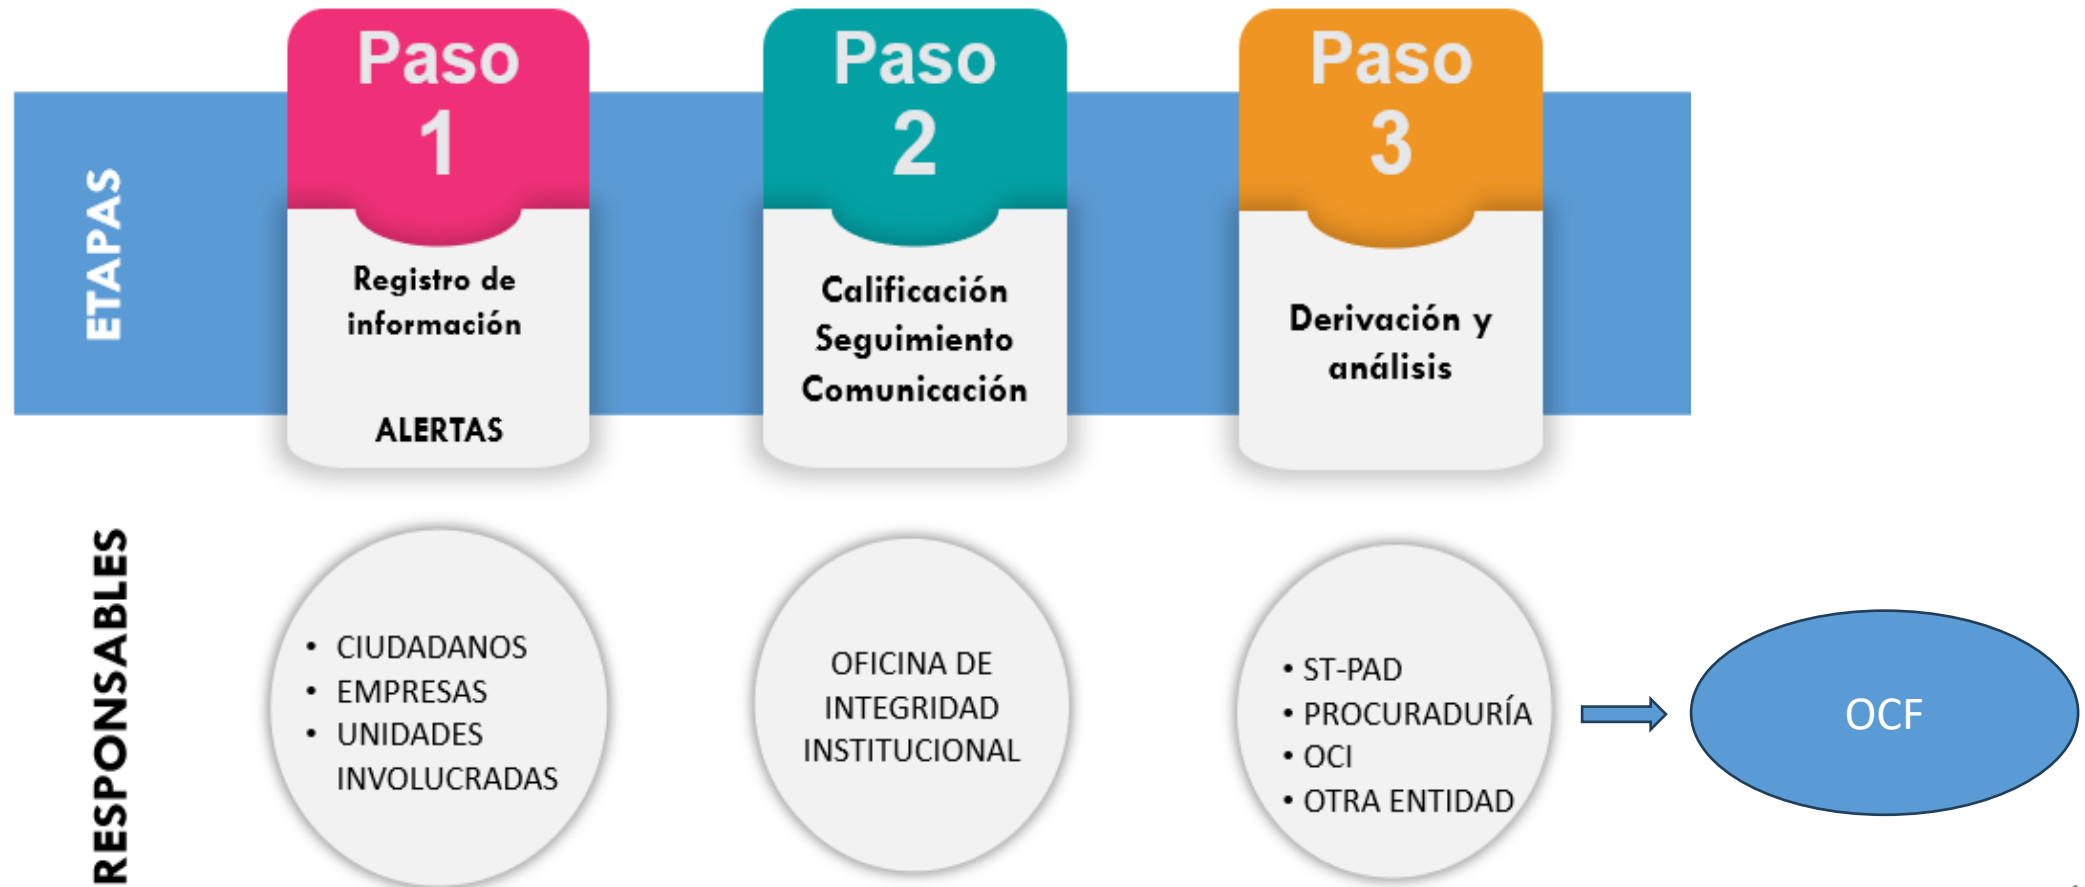 ETAPAS
Paso
1
Registro de
información
ALERTAS
Paso
2
Calificación
Seguimiento
Comunicación
Paso
3
Derivación y
análisis
RESPONSABLES
• CIUDADANOS
• EMPRESAS
• UNIDADES
INVOLUCRADAS
OFICINA DE
INTEGRIDAD
INSTITUCIONAL
• ST-PAD
• PROCURADURÍA
• OCI
• OTRA ENTIDAD
OCF